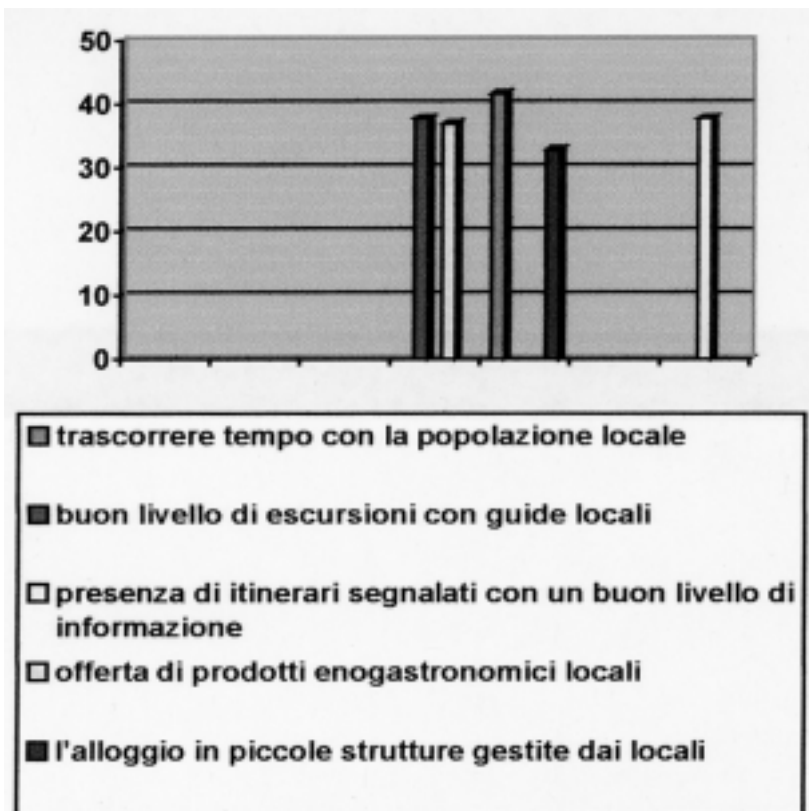 50
40
30
20
10
0
trascorrere tempo con la popolazione locale
buon livello di escursioni con guide locali
presenza di itinerari segnalati con un buon livello di
informazione
offerta di prodotti enogastronomici locali
l'alloggio in piccole strutture gestite dai locali